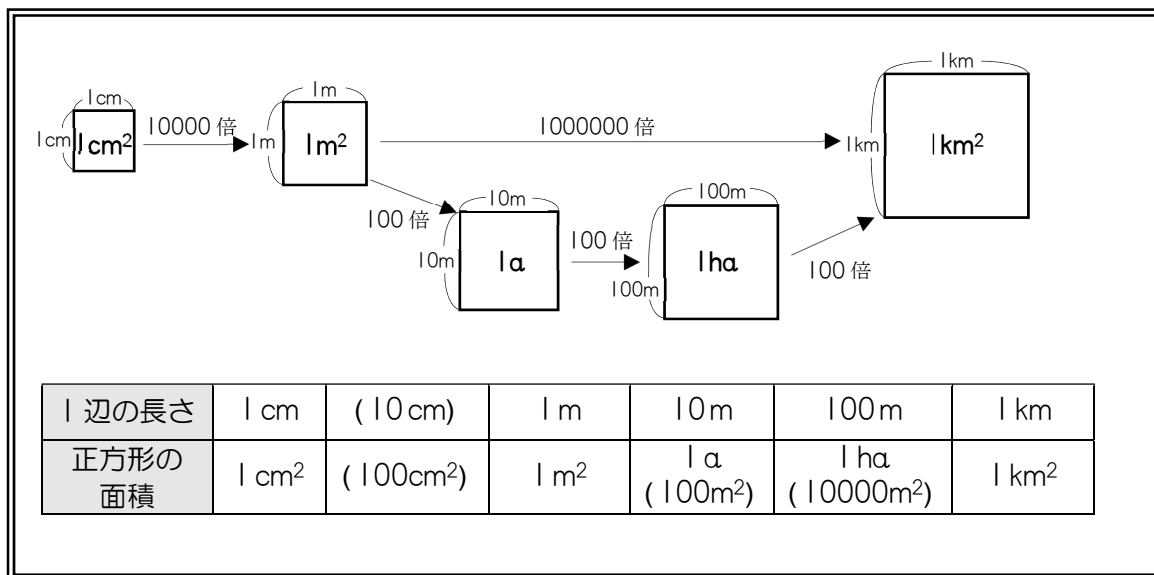 1cm
1cm
1cm²
10000倍
1m
1m
1m²
1000000倍
1km
1km
1km²
100倍
10m
10m
1a
100倍
100m
100m
1ha
100倍
1辺の長さ 1cm (10cm) 1m 10m 100m 1km
正方形の面積 1cm² (100cm²) 1m² 1a (100m²) 1ha (10000m²) 1km²